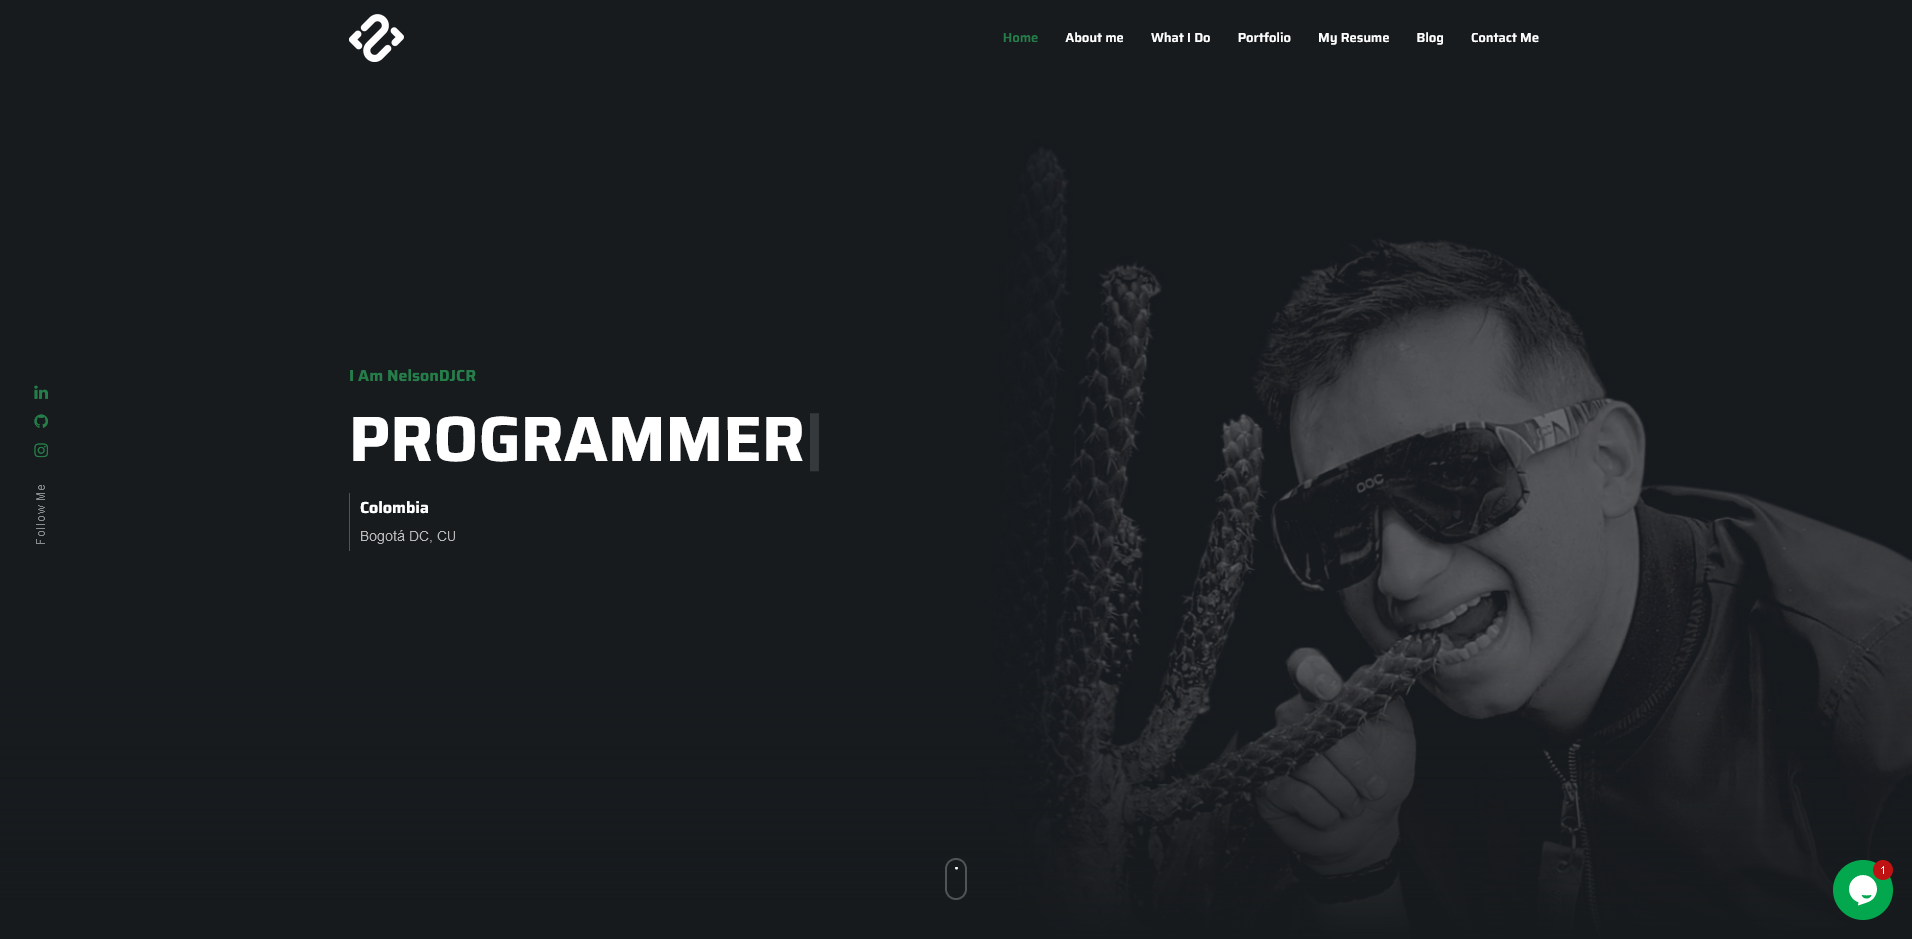 Home About me What I Do Portfolio My Resume Blog Contact Me
I Am NelsonDJCR
PROGRAMMER
Colombia
Bogotá DC, CU
Follow Me
DOC
1